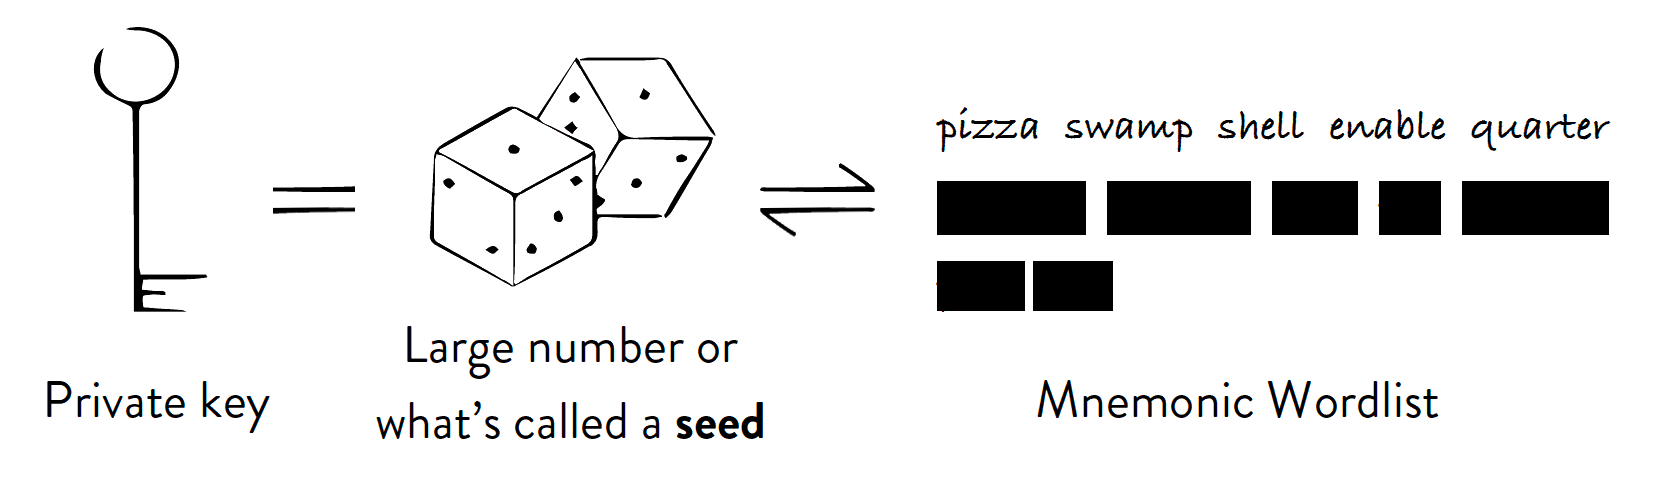 pizza swamp shell enable quarter
Large number or
what's called a seed
Private key
Mnemonic Wordlist